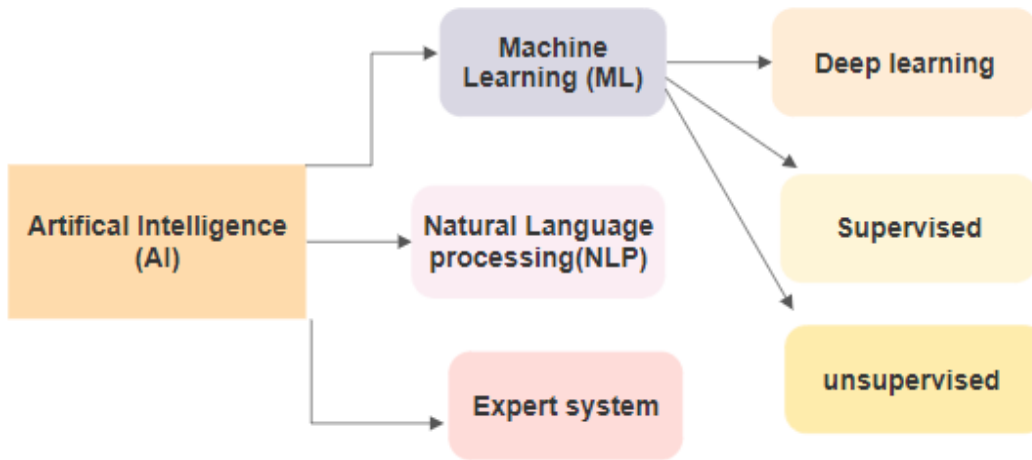 Machine
Learning (ML)
Deep learning
Artifical Intelligence
(AI)
Natural Language
processing(NLP)
Supervised
Expert system
unsupervised